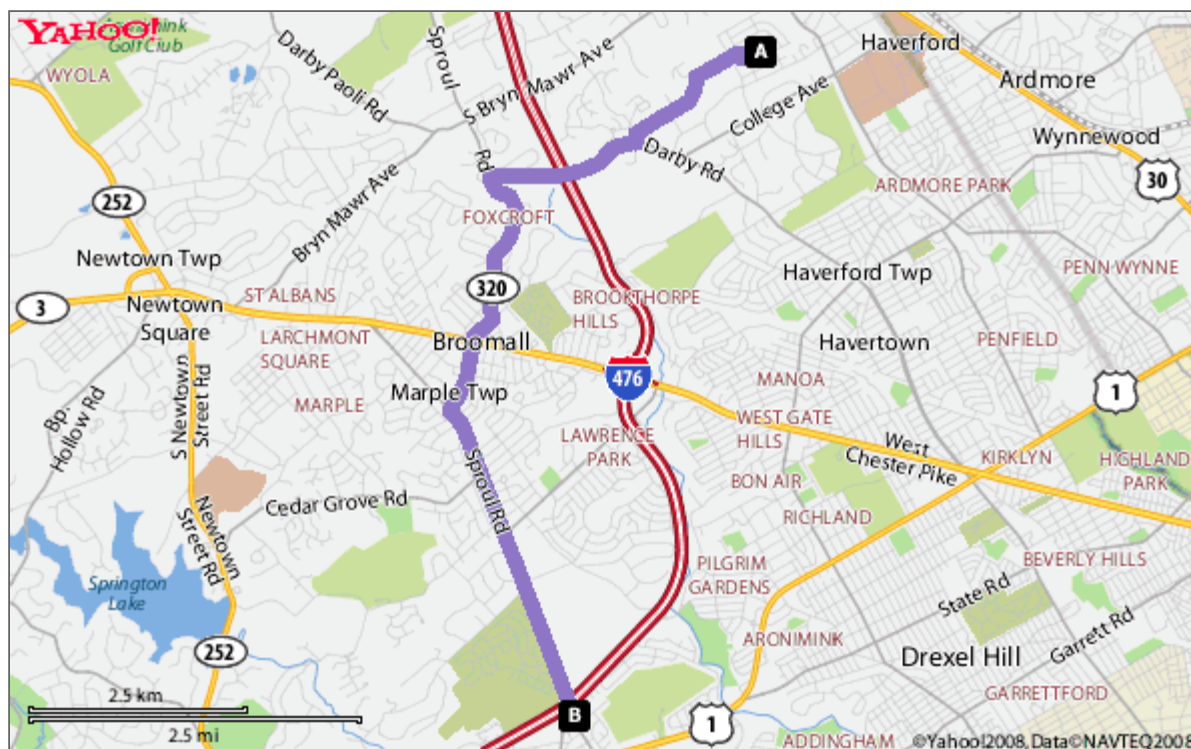 YAHOO!
Golf Club
WYOLA
Darby Paoli Rd
Sproul
Rd
S Bryn Mawr Ave
A
Haverford
Ardmore
College Ave
Wynnewood
30
Darby Rd
ARDMORE PARK
252
Bryn Mawr Ave
FOXCROFT
Newtown Twp
320
Haverford Twp
PENN WYNNE
3
Newtown
Square
ST ALBANS
BROOKTHORPE
HILLS
LARCHMONT
SQUARE
Broomall
Havertown
PENFIELD
476
MANOA
1
Marple Twp
MARPLE
Bp.
Hollow Rd
S Newtown
Street Rd
LAWRENCE
PARK
WEST GATE
HILLS
West
Chester Pike
KIRKLYN
HIGHLAND
PARK
Sproul Rd
BON AIR
Cedar Grove Rd
RICHLAND
Newtown
Street Rd
PILGRIM
GARDENS
BEVERLY HILLS
Springton
Lake
State Rd
ARONIMINK
Garrett Rd
252
Drexel Hill
GARRETTFORD
2.5 km
B
1
2.5 mi
ADDINGHAM
©Yahoo!2008, Data©NAVTEQ2008